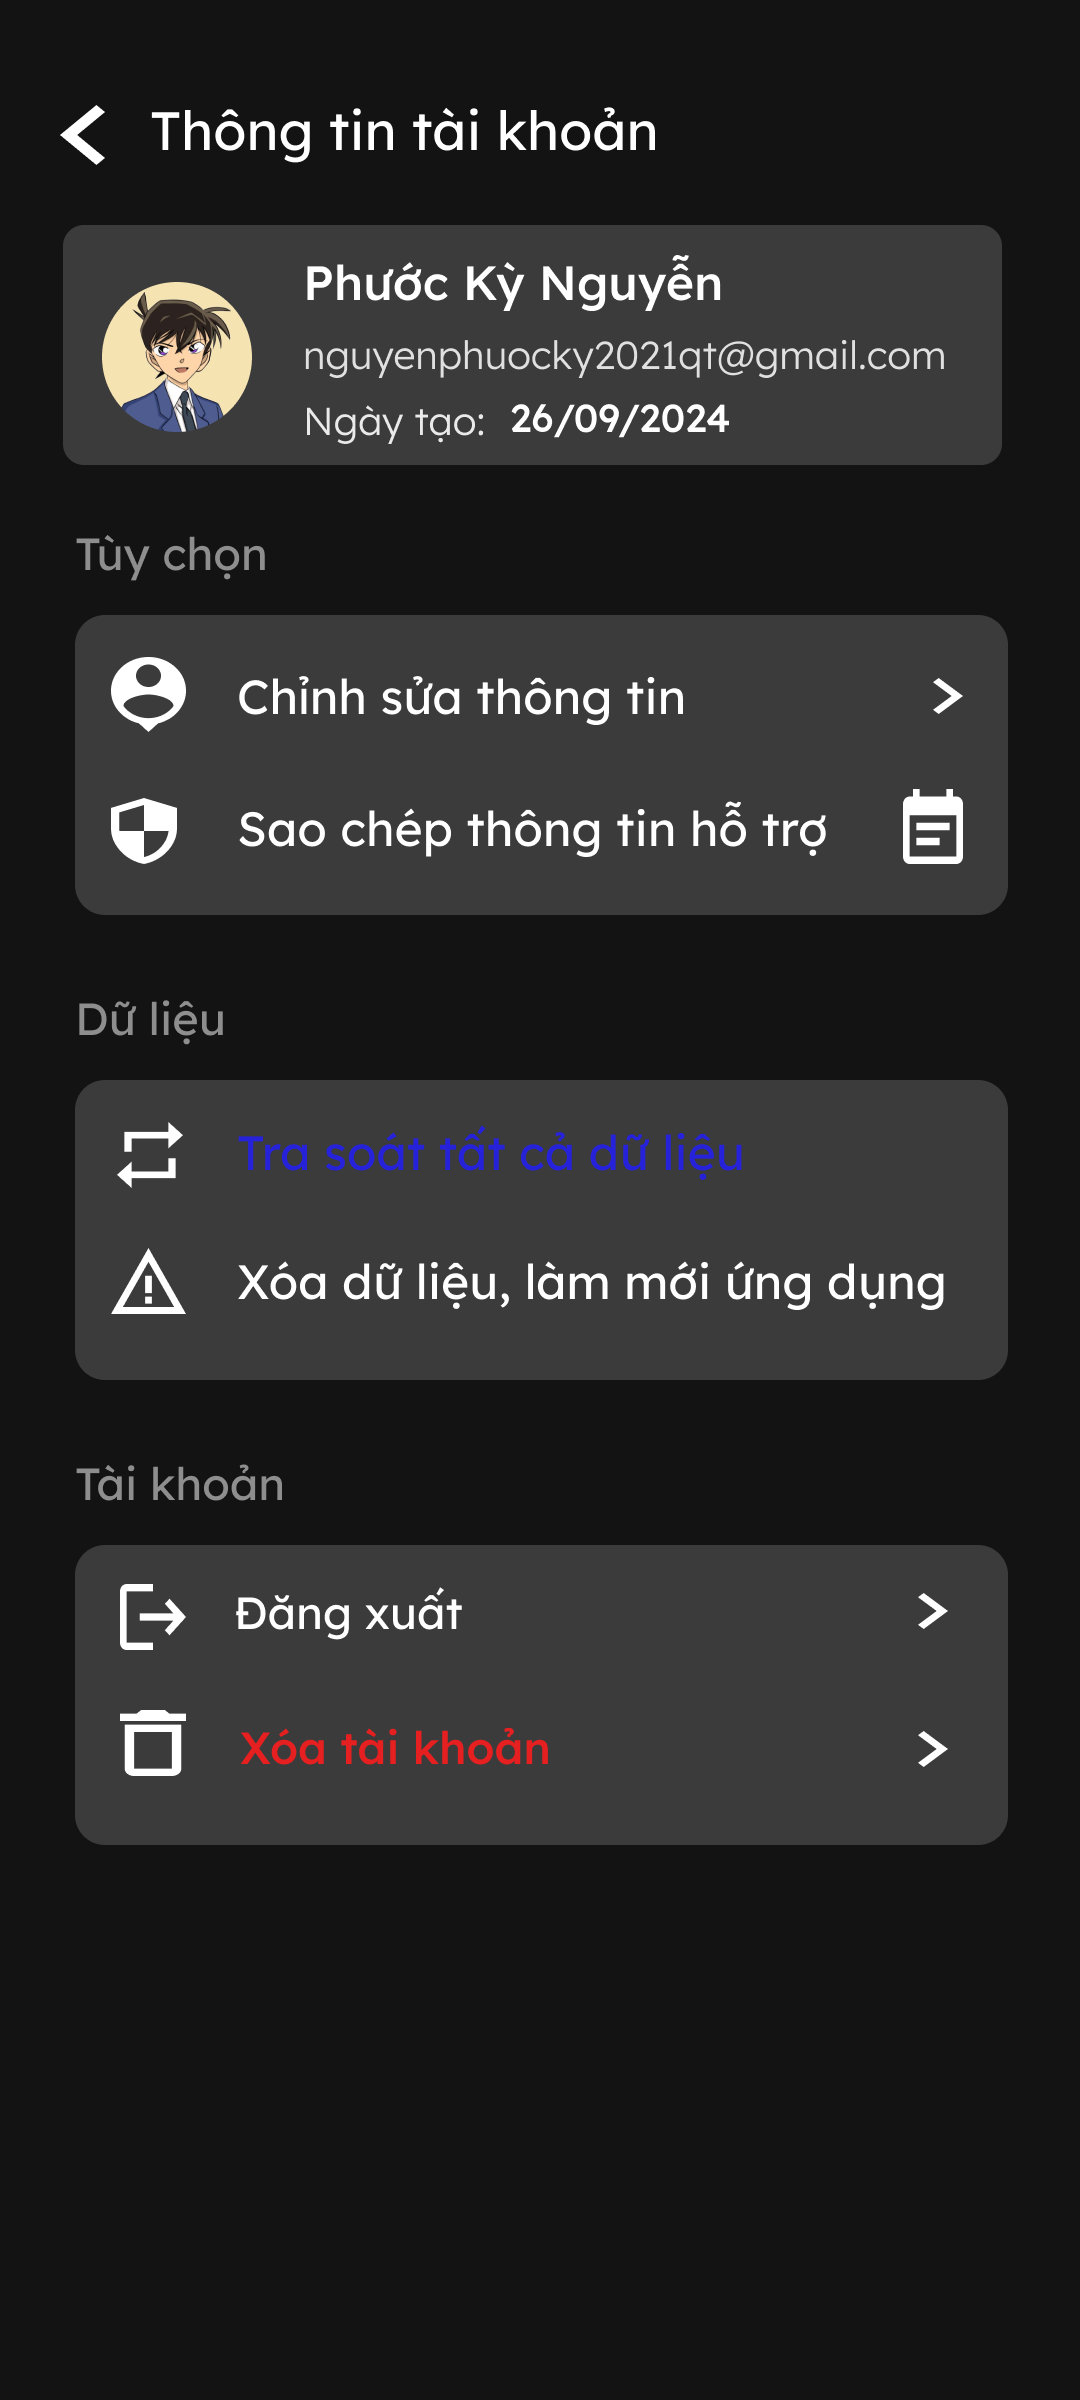 Thông tin tài khoản
Phước Kỳ Nguyễn
nguyenphuocky2021qt@gmail.com
Ngày tạo: 26/09/2024
Tùy chọn
Chỉnh sửa thông tin
Sao chép thông tin hỗ trợ
Dữ liệu
Tra soát tất cả dữ liệu
Xóa dữ liệu, làm mới ứng dụng
Tài khoản
Đăng xuất
Xóa tài khoản